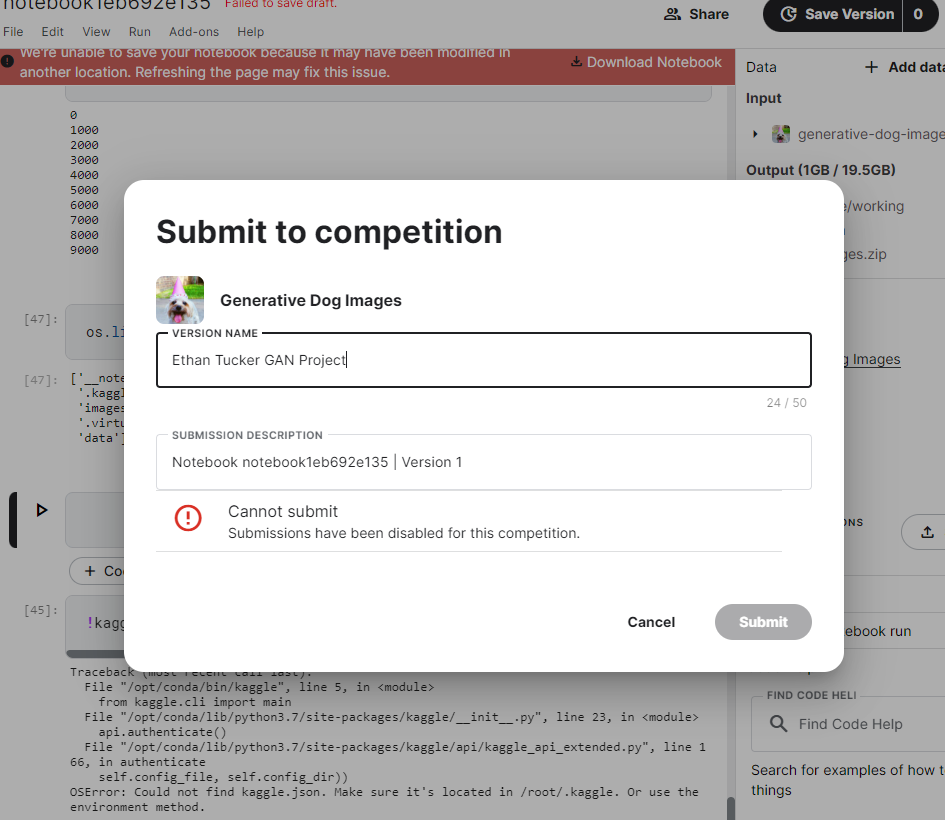 notebook1eb692e135 Failed to save draft.
Share
Save Version 0
File Edit View Run Add-ons Help
We're unable to save your notebook because it may have been modified in
another location. Refreshing the page may fix this issue.
Download Notebook
Data + Add data
Input
generative-dog-image
Output (1GB / 19.5GB)
e/working
ges.zip
0
1000
2000
3000
4000
5000
6000
7000
8000
9000
Submit to competition
Generative Dog Images
VERSION NAME
Ethan Tucker GAN Project
24 / 50
SUBMISSION DESCRIPTION
Notebook notebook1eb692e135 | Version 1
Cannot submit
Submissions have been disabled for this competition.
Cancel Submit
[47]:
os.li
[47]:
['__note
'.kaggl
'images
'.virtu
'data']
+ Co
[45]:
!kagg
Traceback (most recent call last):
File "/opt/conda/bin/kaggle", line 5, in <module>
from kaggle.cli import main
File "/opt/conda/lib/python3.7/site-packages/kaggle/__init__.py", line 23, in <module>
api.authenticate()
File "/opt/conda/lib/python3.7/site-packages/kaggle/api/kaggle_api_extended.py", line 1
66, in authenticate
self.config_file, self.config_dir))
OSError: Could not find kaggle.json. Make sure it's located in /root/.kaggle. Or use the
environment method.
g Images
ONS
ebook run
FIND CODE HELI
Find Code Help
Search for examples of how t
things